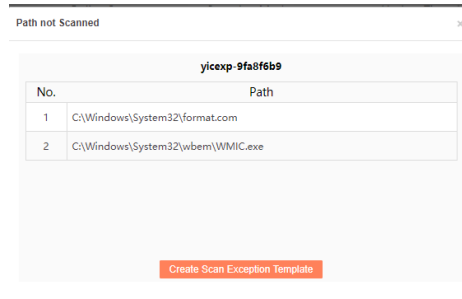 Path not Scanned
×
yicexp-9fa8f6b9
No. Path
1 C:\Windows\System32\format.com
2 C:\Windows\System32\wbem\WMIC.exe
Create Scan Exception Template